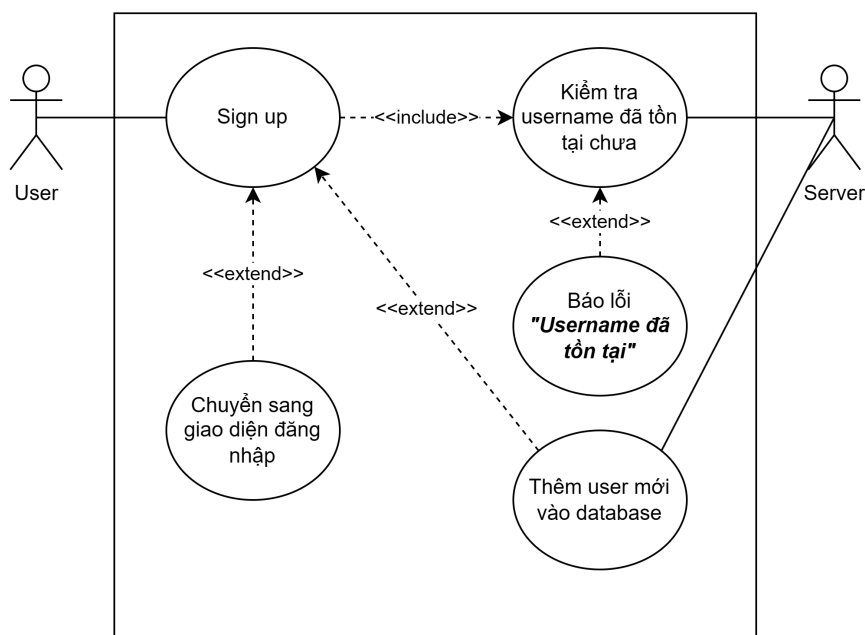 Sign up
<<include>>
Kiểm tra
username đã tồn
tại chưa
User
Server
<<extend>>
<<extend>>
<<extend>>
Báo lỗi
"Username đã
tồn tại"
Chuyển sang
giao diện đăng
nhập
Thêm user mới
vào database